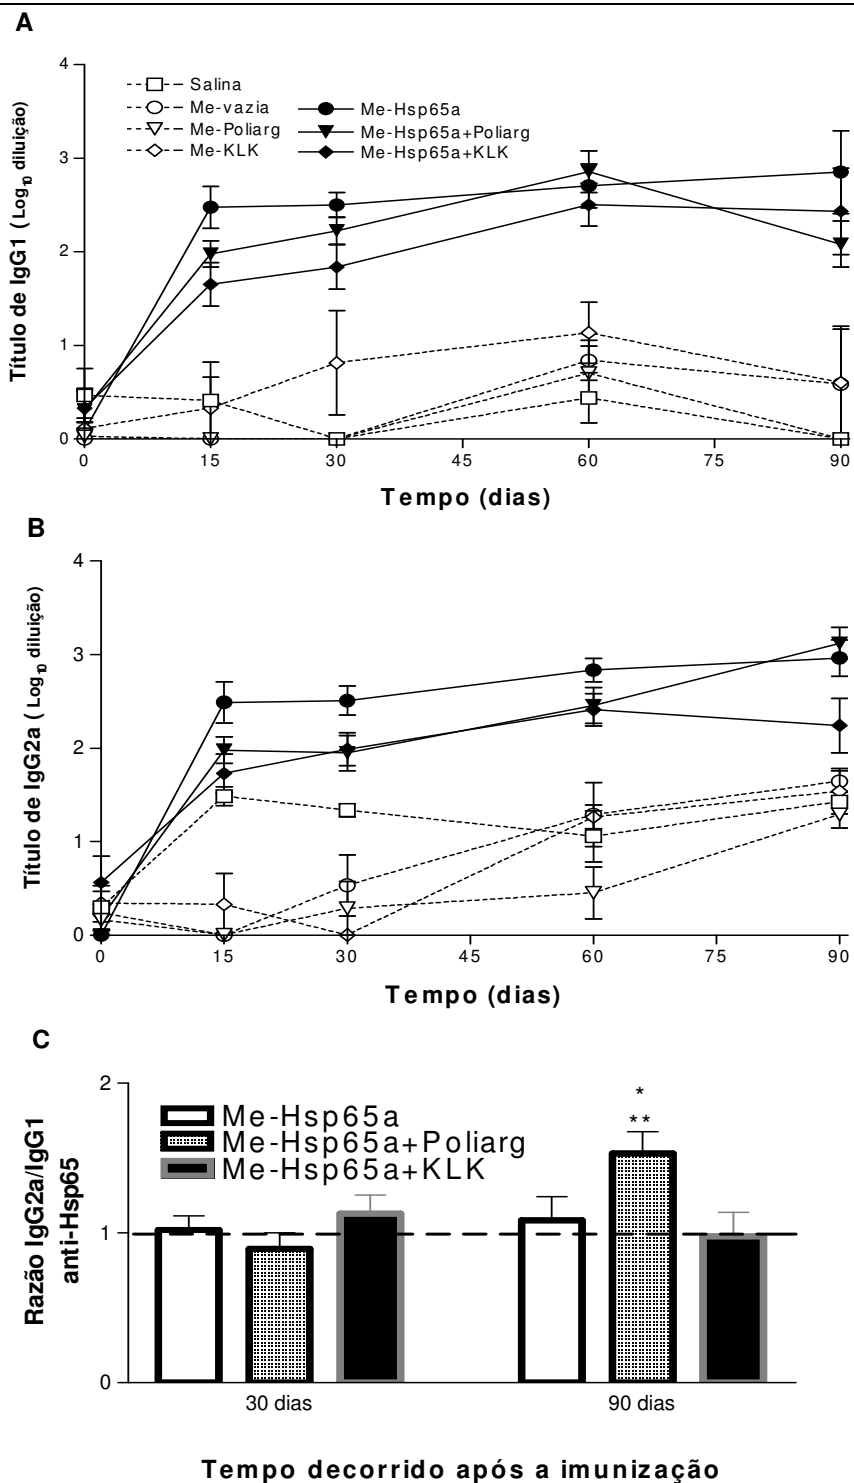 A
4
3
2
1
0
Título de IgG1 ( Log10 diluição)
Salina
Me-vazia
Me-Poliarg
Me-KLK
Me-Hsp65a
Me-Hsp65a+Poliarg
Me-Hsp65a+KLK
0 15 30 45 60 75 90
Tempo (dias)
B
4
3
2
1
0
Título de IgG2a ( Log10 diluição)
0 15 30 45 60 75 90
Tempo (dias)
C
2
1
0
Razão IgG2a/IgG1
anti-Hsp65
Me-Hsp65a
Me-Hsp65a+Poliarg
Me-Hsp65a+KLK
*
**
30 dias 90 dias
Tempo decorrido após a imunização